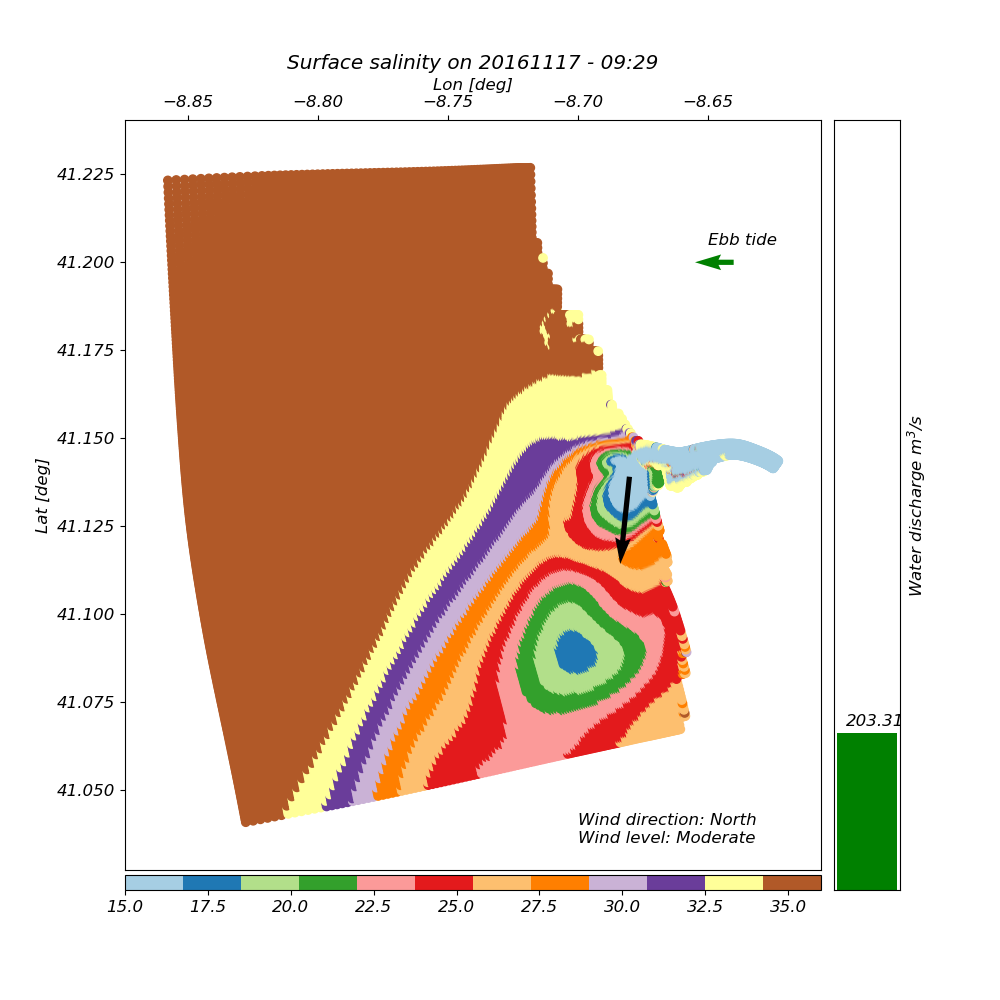 Surface salinity on 20161117 - 09:29
Lon [deg]
−8.85 −8.80 −8.75 −8.70 −8.65
41.225
41.200
41.175
41.150
41.125
41.100
41.075
41.050
Lat [deg]
Ebb tide
Wind direction: North
Wind level: Moderate
15.0 17.5 20.0 22.5 25.0 27.5 30.0 32.5 35.0
203.31
Water discharge m³/s